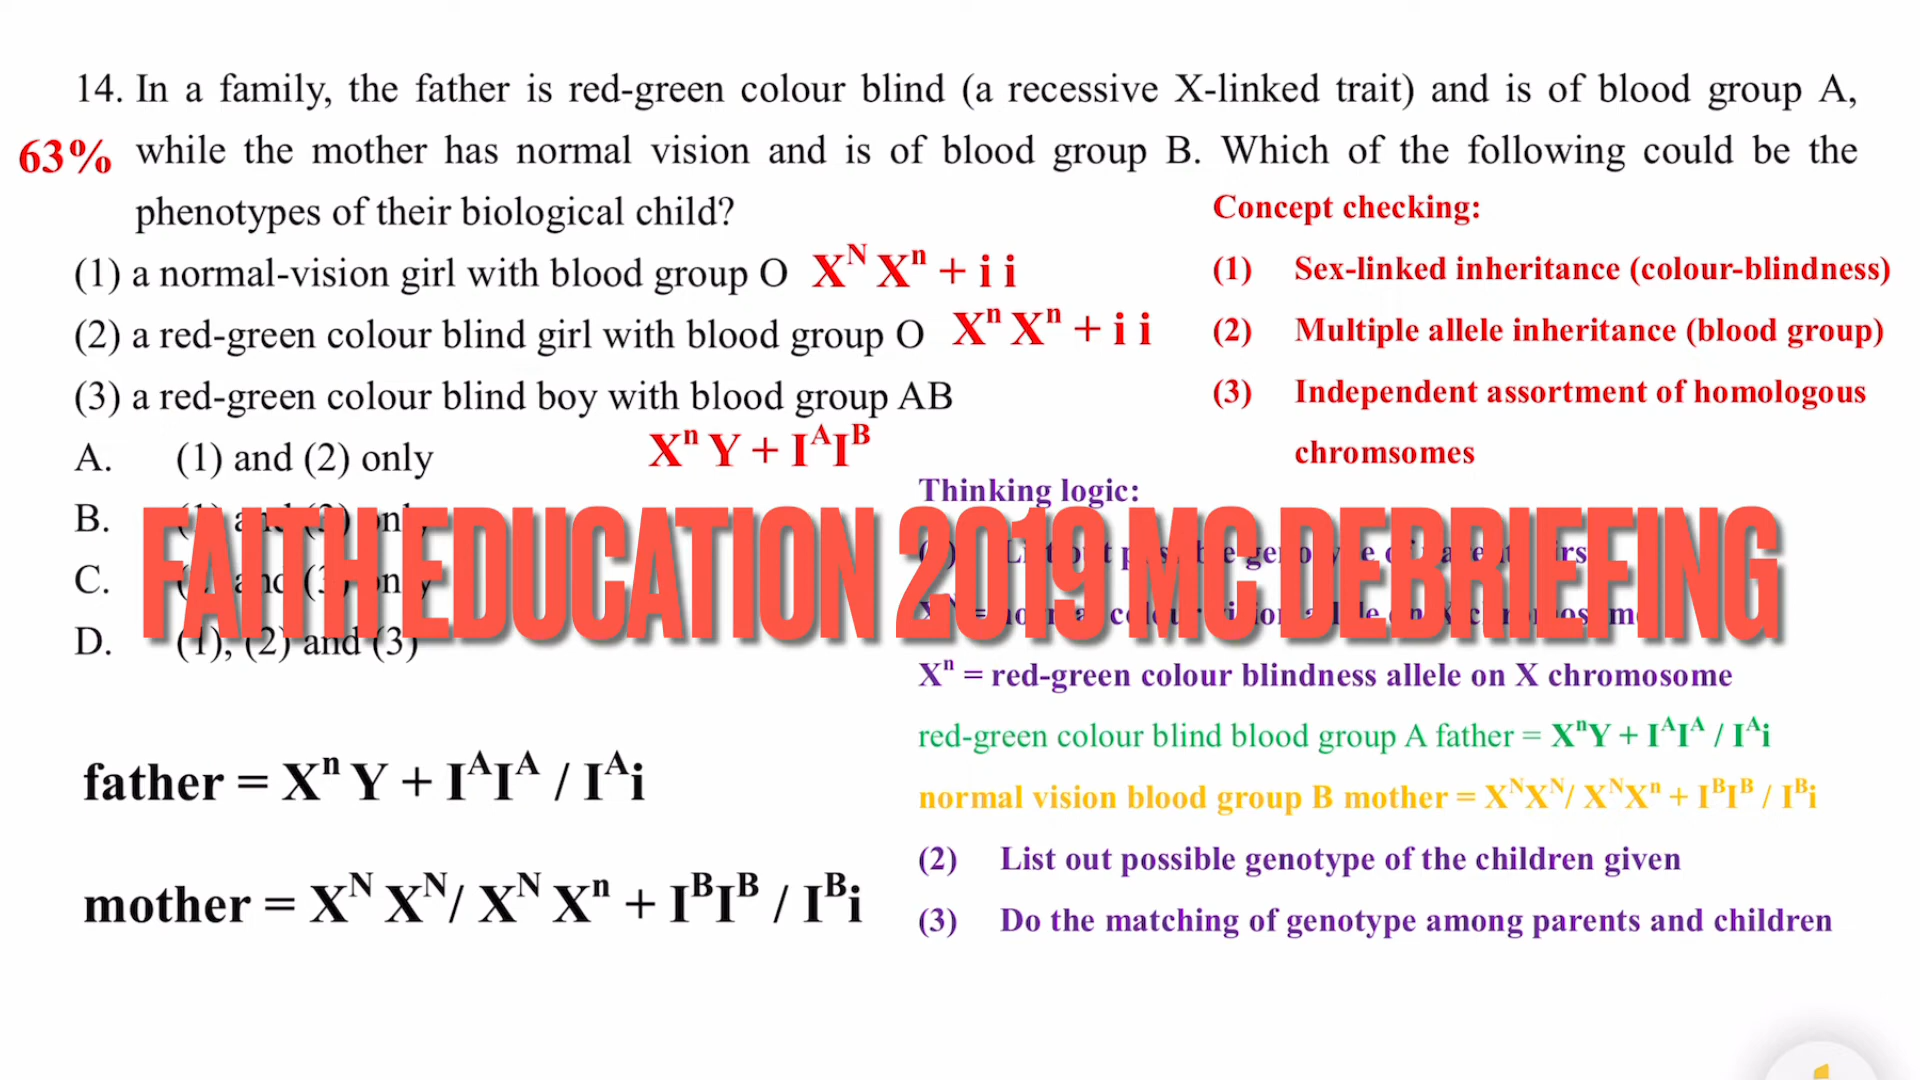 14. In a family, the father is red-green colour blind (a recessive X-linked trait) and is of blood group A,
63% while the mother has normal vision and is of blood group B. Which of the following could be the
phenotypes of their biological child?
(1) a normal-vision girl with blood group O X^N X^n + i i
(2) a red-green colour blind girl with blood group O X^n X^n + i i
(3) a red-green colour blind boy with blood group AB
X^n Y + I^A I^B
A. (1) and (2) only
B.
C.
D. (1), (2) and (3)
FAITH EDUCATION 2019 MC DEBRIEFING
father = X^n Y + I^A I^A / I^A i
mother = X^N X^N / X^N X^n + I^B I^B / I^B i
Concept checking:
(1) Sex-linked inheritance (colour-blindness)
(2) Multiple allele inheritance (blood group)
(3) Independent assortment of homologous
chromsomes
Thinking logic:
X^n = red-green colour blindness allele on X chromosome
red-green colour blind blood group A father = X^nY + I^AI^A / I^Ai
normal vision blood group B mother = X^NX^N/ X^NX^n + I^BI^B / I^Bi
(2) List out possible genotype of the children given
(3) Do the matching of genotype among parents and children